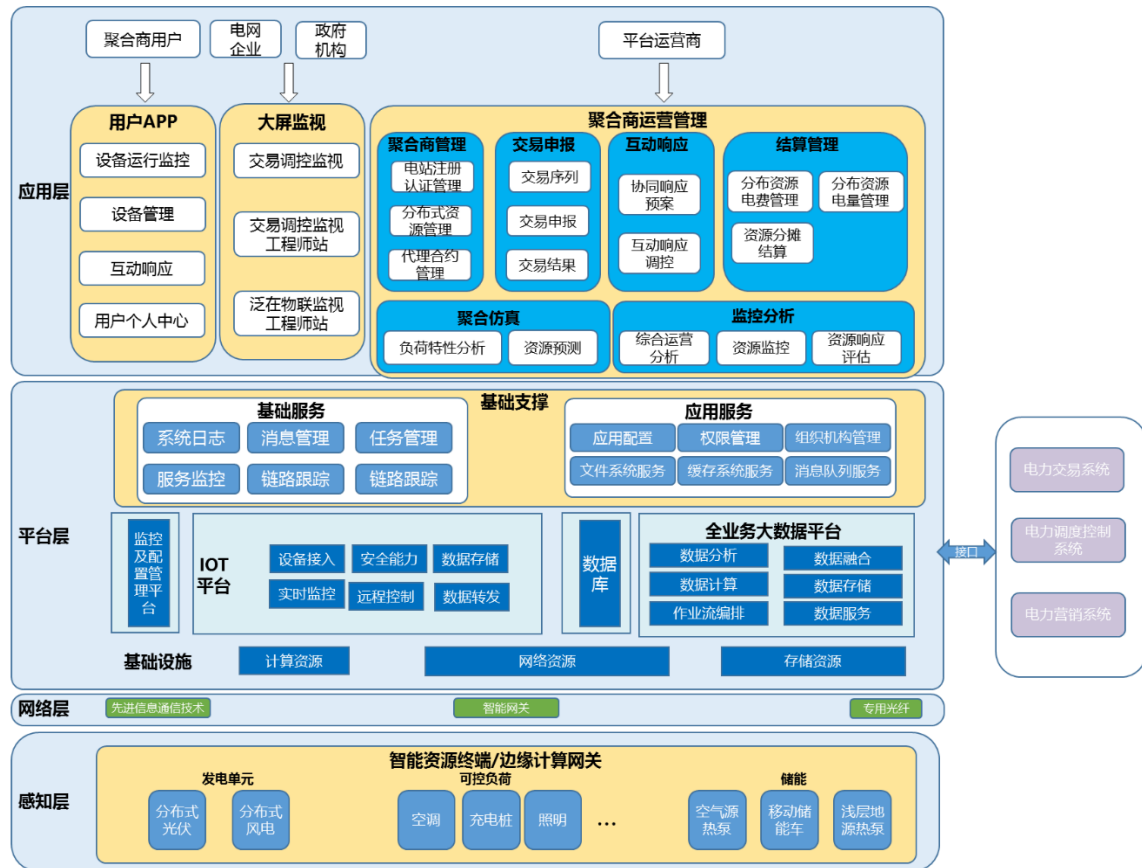 聚合商用户
电网
企业
政府
机构
平台运营商
应用层
用户APP
设备运行监控
设备管理
互动响应
用户个人中心
大屏监视
交易调控监视
交易调控监视
工程师站
泛在物联监视
工程师站
聚合商运营管理
聚合商管理
电站注册
认证管理
分布式资
源管理
代理合约
管理
交易申报
交易序列
交易申报
交易结果
互动响应
协同响应
预案
互动响应
调控
结算管理
分布资源
电费管理
分布资源
电量管理
资源分摊
结算
聚合仿真
负荷特性分析
资源预测
监控分析
综合运营
分析
资源监控
资源响应
评估
平台层
基础支撑
基础服务
系统日志
消息管理
任务管理
服务监控
链路跟踪
链路跟踪
应用服务
应用配置
权限管理
组织机构管理
文件系统服务
缓存系统服务
消息队列服务
监控
及配
置管
理平
台
IOT
平台
设备接入
安全能力
数据存储
实时监控
远程控制
数据转发
数据
库
全业务大数据平台
数据分析
数据融合
数据计算
数据存储
作业流编排
数据服务
基础设施
计算资源
网络资源
存储资源
接口
电力交易系统
电力调度控制
系统
电力营销系统
网络层
先进信息通信技术
智能网关
专用光纤
感知层
智能资源终端/边缘计算网关
发电单元
分布式
光伏
分布式
风电
可控负荷
空调
充电桩
照明
...
储能
空气源
热泵
移动储
能车
浅层地
源热泵